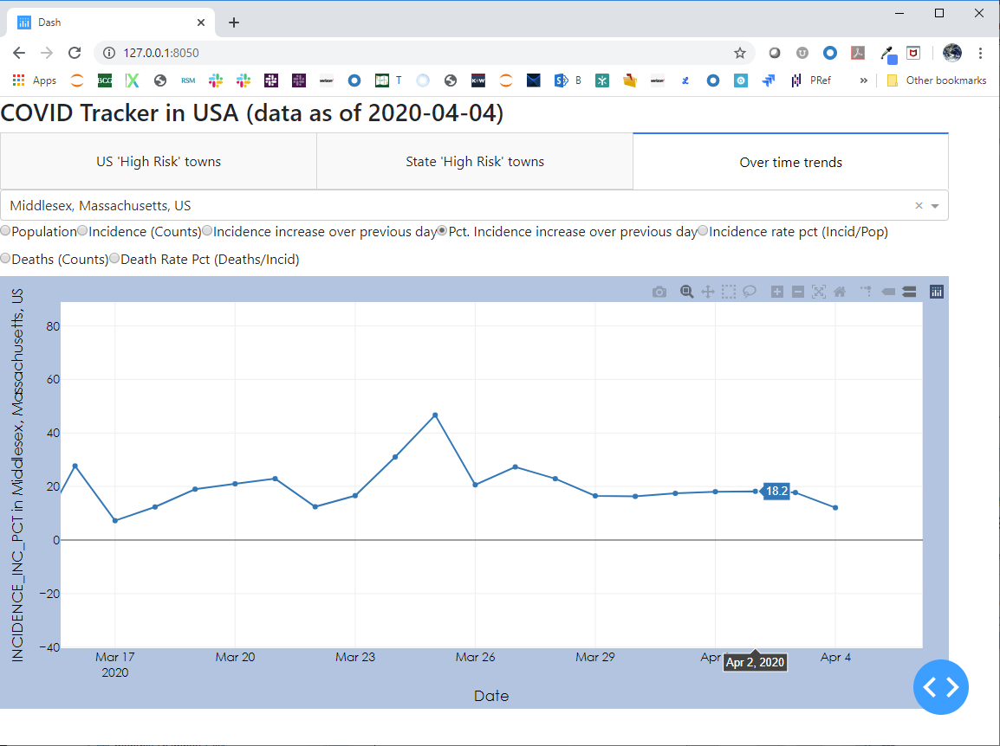 Dash
127.0.0.1:8050
Apps BCG RSM T K&W B PRef » Other bookmarks
COVID Tracker in USA (data as of 2020-04-04)
US 'High Risk' towns State 'High Risk' towns Over time trends
Middlesex, Massachusetts, US
Population Incidence (Counts) Incidence increase over previous day Pct. Incidence increase over previous day Incidence rate pct (Incid/Pop)
Deaths (Counts) Death Rate Pct (Deaths/Incid)
INCIDENCE_INC_PCT in Middlesex, Massachusetts, US
80
60
40
20
0
−20
−40
18.2
Mar 17 Mar 20 Mar 23 Mar 26 Mar 29 Apr Apr 2, 2020 Apr 4
2020
Date